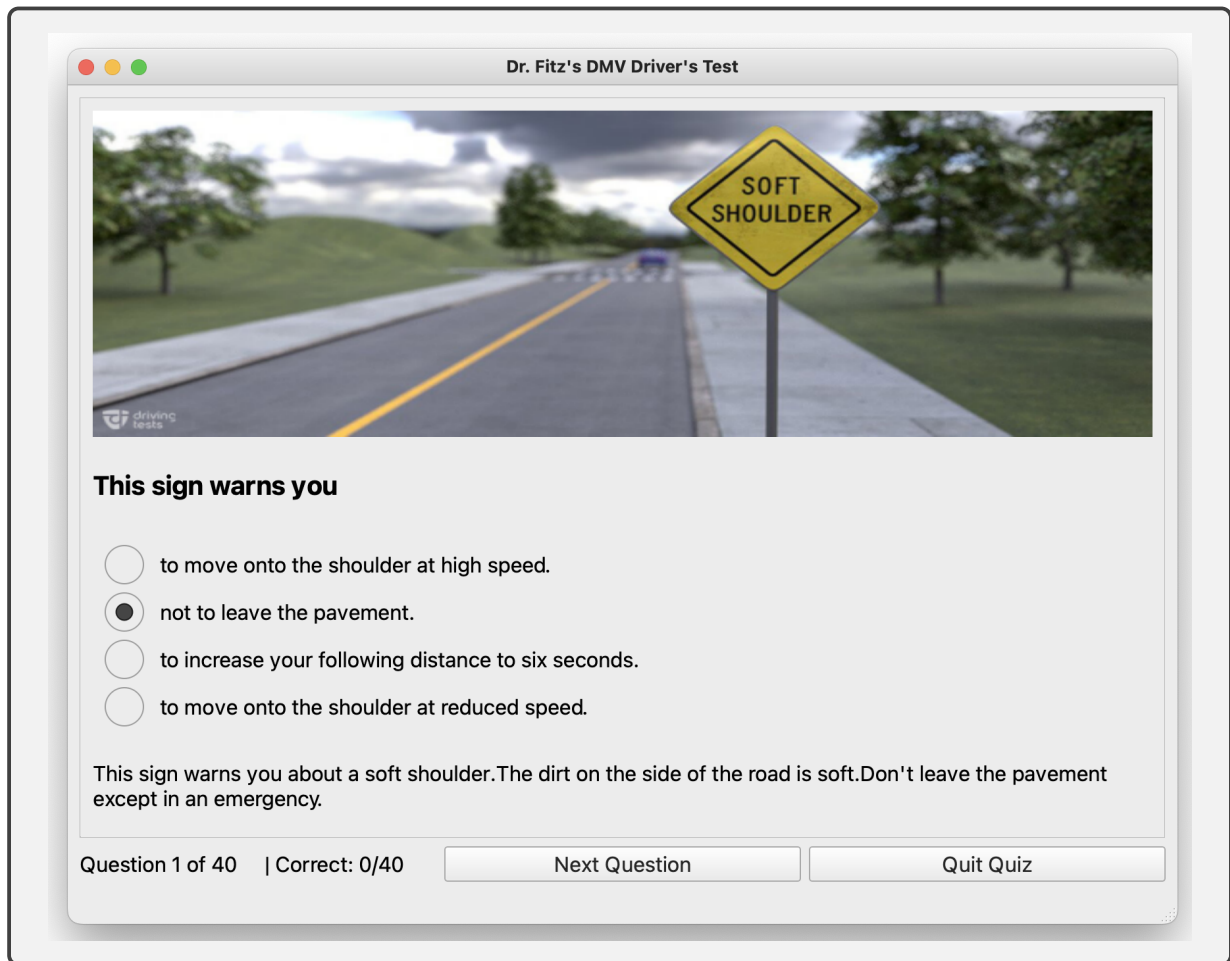 Dr. Fitz's DMV Driver's Test
SOFT
SHOULDER
driving
tests
This sign warns you
to move onto the shoulder at high speed.
not to leave the pavement.
to increase your following distance to six seconds.
to move onto the shoulder at reduced speed.
This sign warns you about a soft shoulder.The dirt on the side of the road is soft.Don't leave the pavement
except in an emergency.
Question 1 of 40 | Correct: 0/40 Next Question Quit Quiz